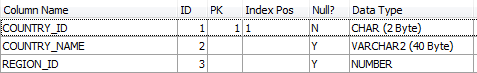 Column Name ID PK Index Pos Null? Data Type
COUNTRY_ID 1 1 1 N CHAR (2 Byte)
COUNTRY_NAME 2 Y VARCHAR2 (40 Byte)
REGION_ID 3 Y NUMBER